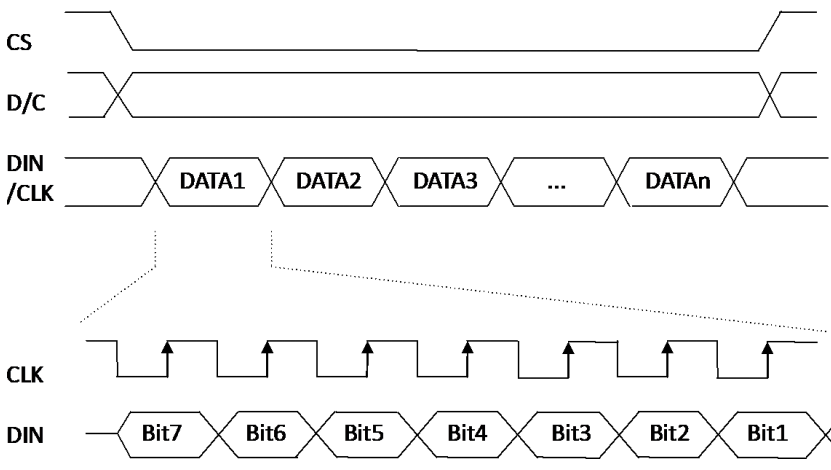 CS
D/C
DIN
/CLK
DATA1 DATA2 DATA3 ... DATAn
CLK
DIN Bit7 Bit6 Bit5 Bit4 Bit3 Bit2 Bit1